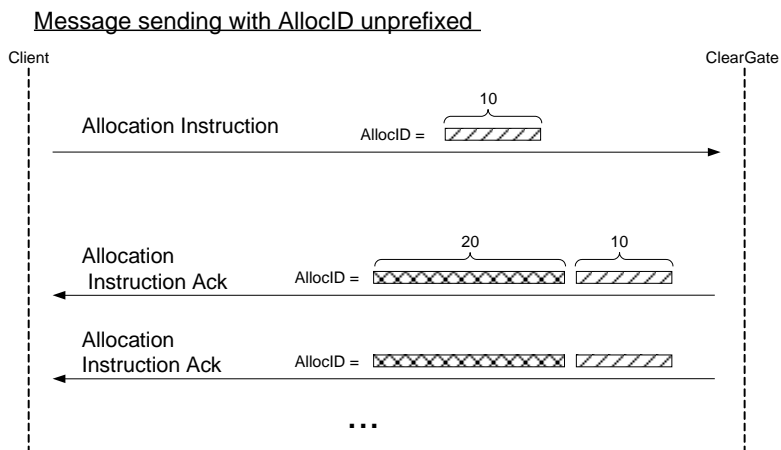 Message sending with AllocID unprefixed
Client
ClearGate
10
Allocation Instruction
AllocID =
20
10
Allocation
Instruction Ack
AllocID =
Allocation
Instruction Ack
AllocID =
...